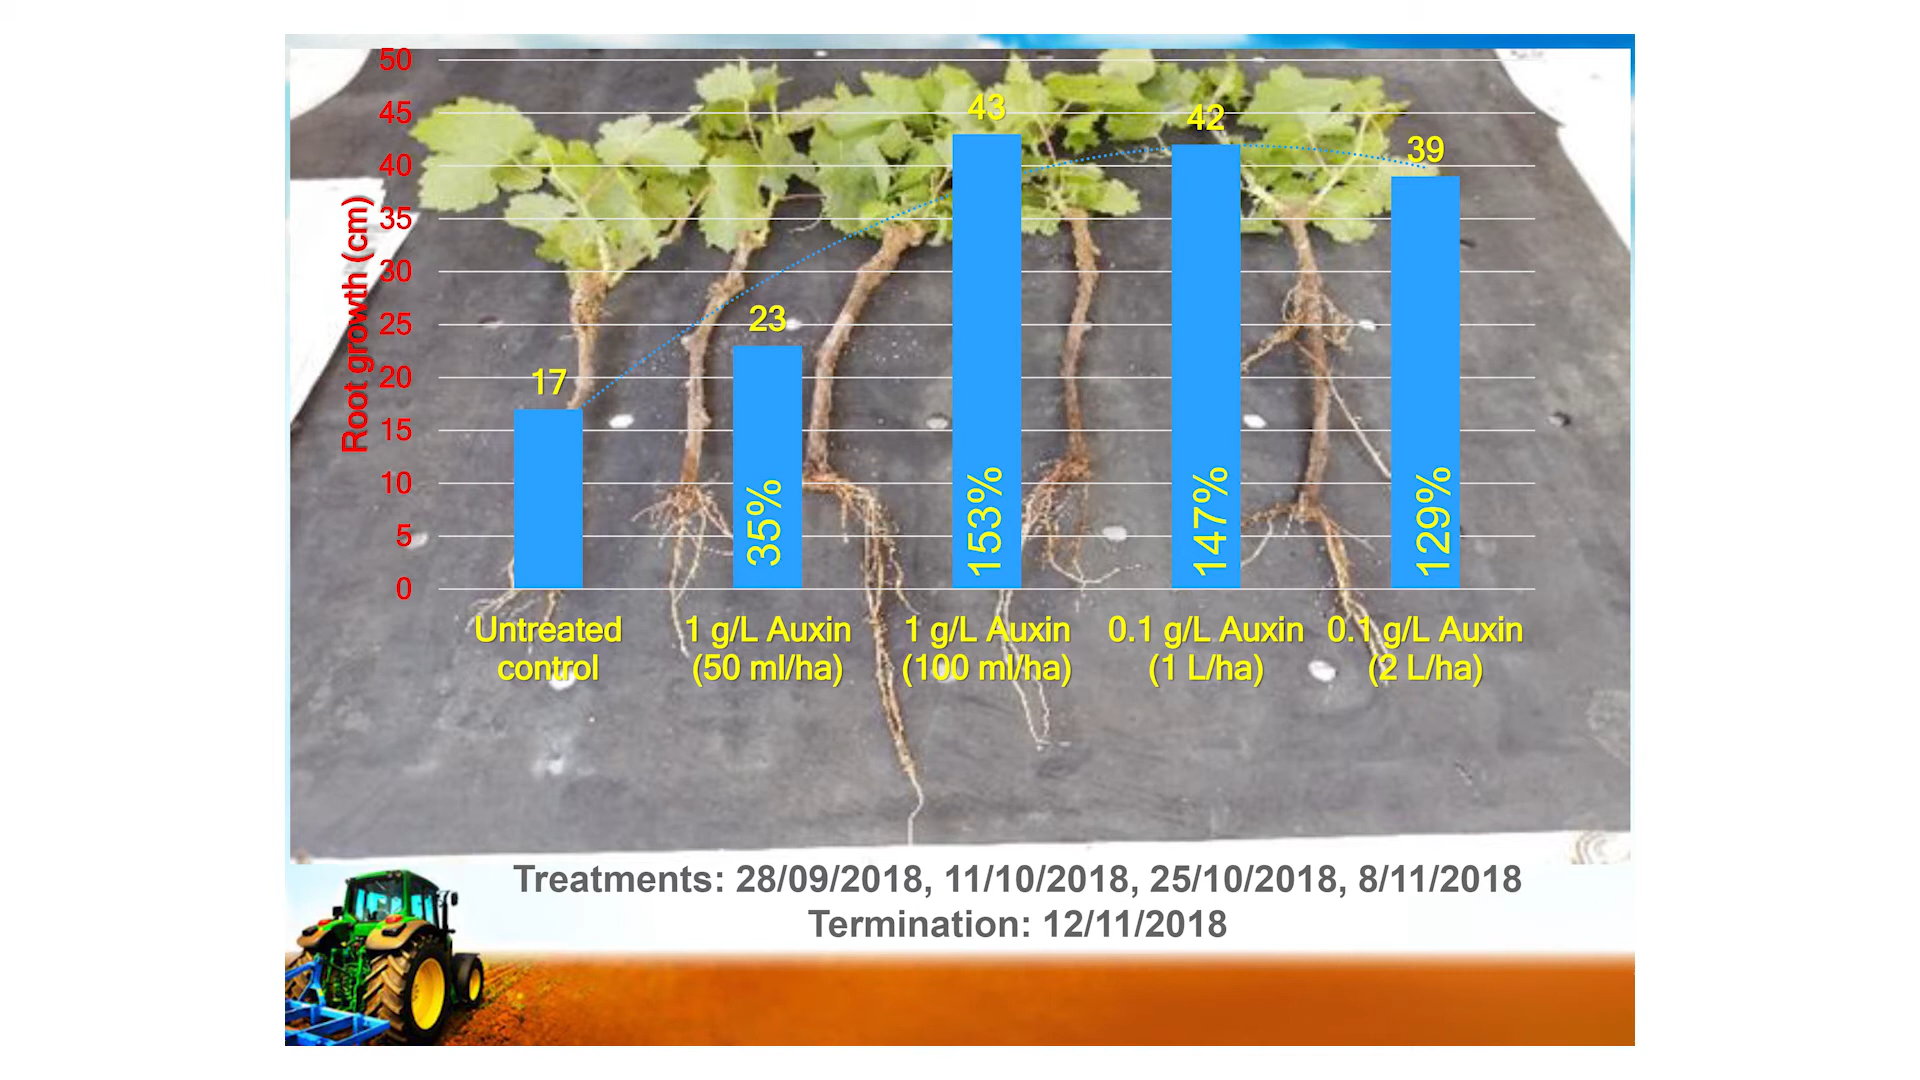 50
45
40
35
30
25
20
15
10
5
0
Root growth (cm)
17
23
43
42
39
35%
153%
147%
129%
Untreated control
1 g/L Auxin (50 ml/ha)
1 g/L Auxin (100 ml/ha)
0.1 g/L Auxin (1 L/ha)
0.1 g/L Auxin (2 L/ha)
Treatments: 28/09/2018, 11/10/2018, 25/10/2018, 8/11/2018
Termination: 12/11/2018